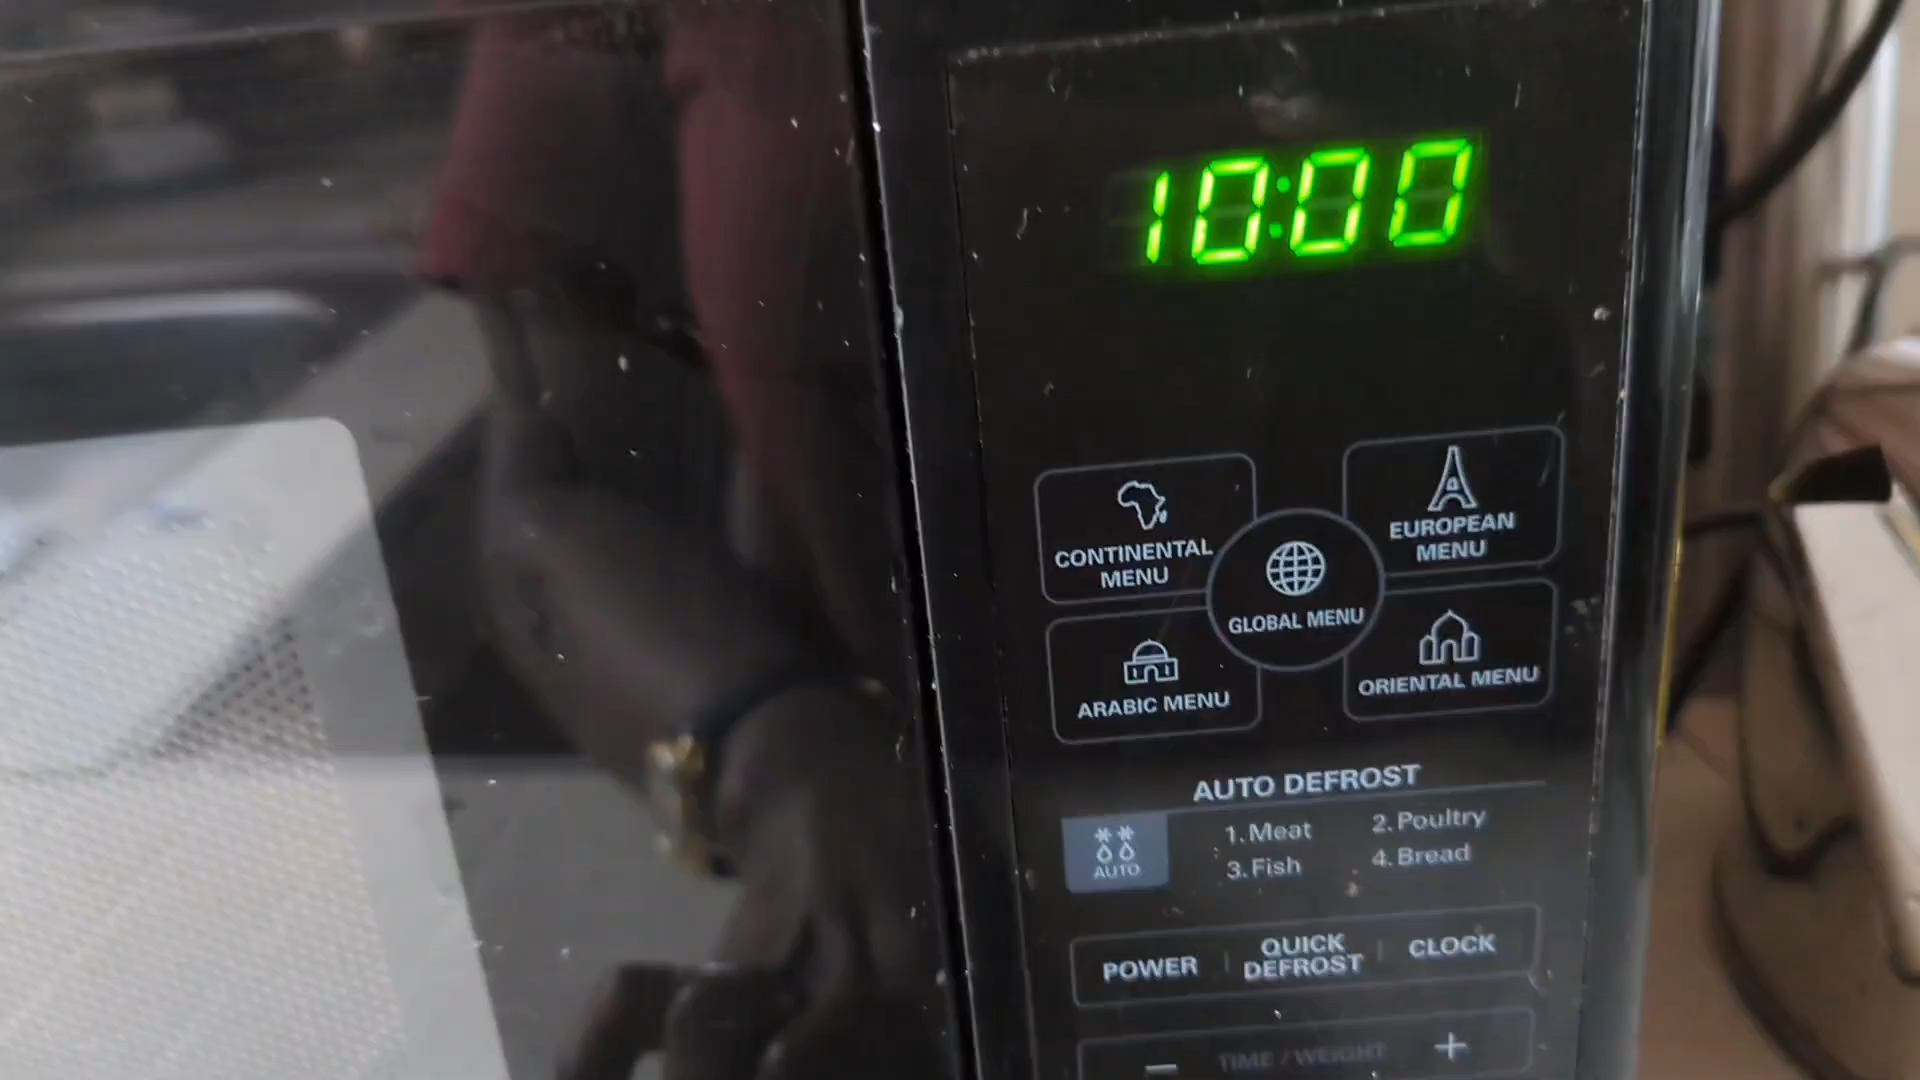 10:00
CONTINENTAL
MENU
EUROPEAN
MENU
GLOBAL MENU
ARABIC MENU
ORIENTAL MENU
AUTO DEFROST
AUTO
1. Meat
2. Poultry
3. Fish
4. Bread
POWER
QUICK
DEFROST
CLOCK
− TIME / WEIGHT +